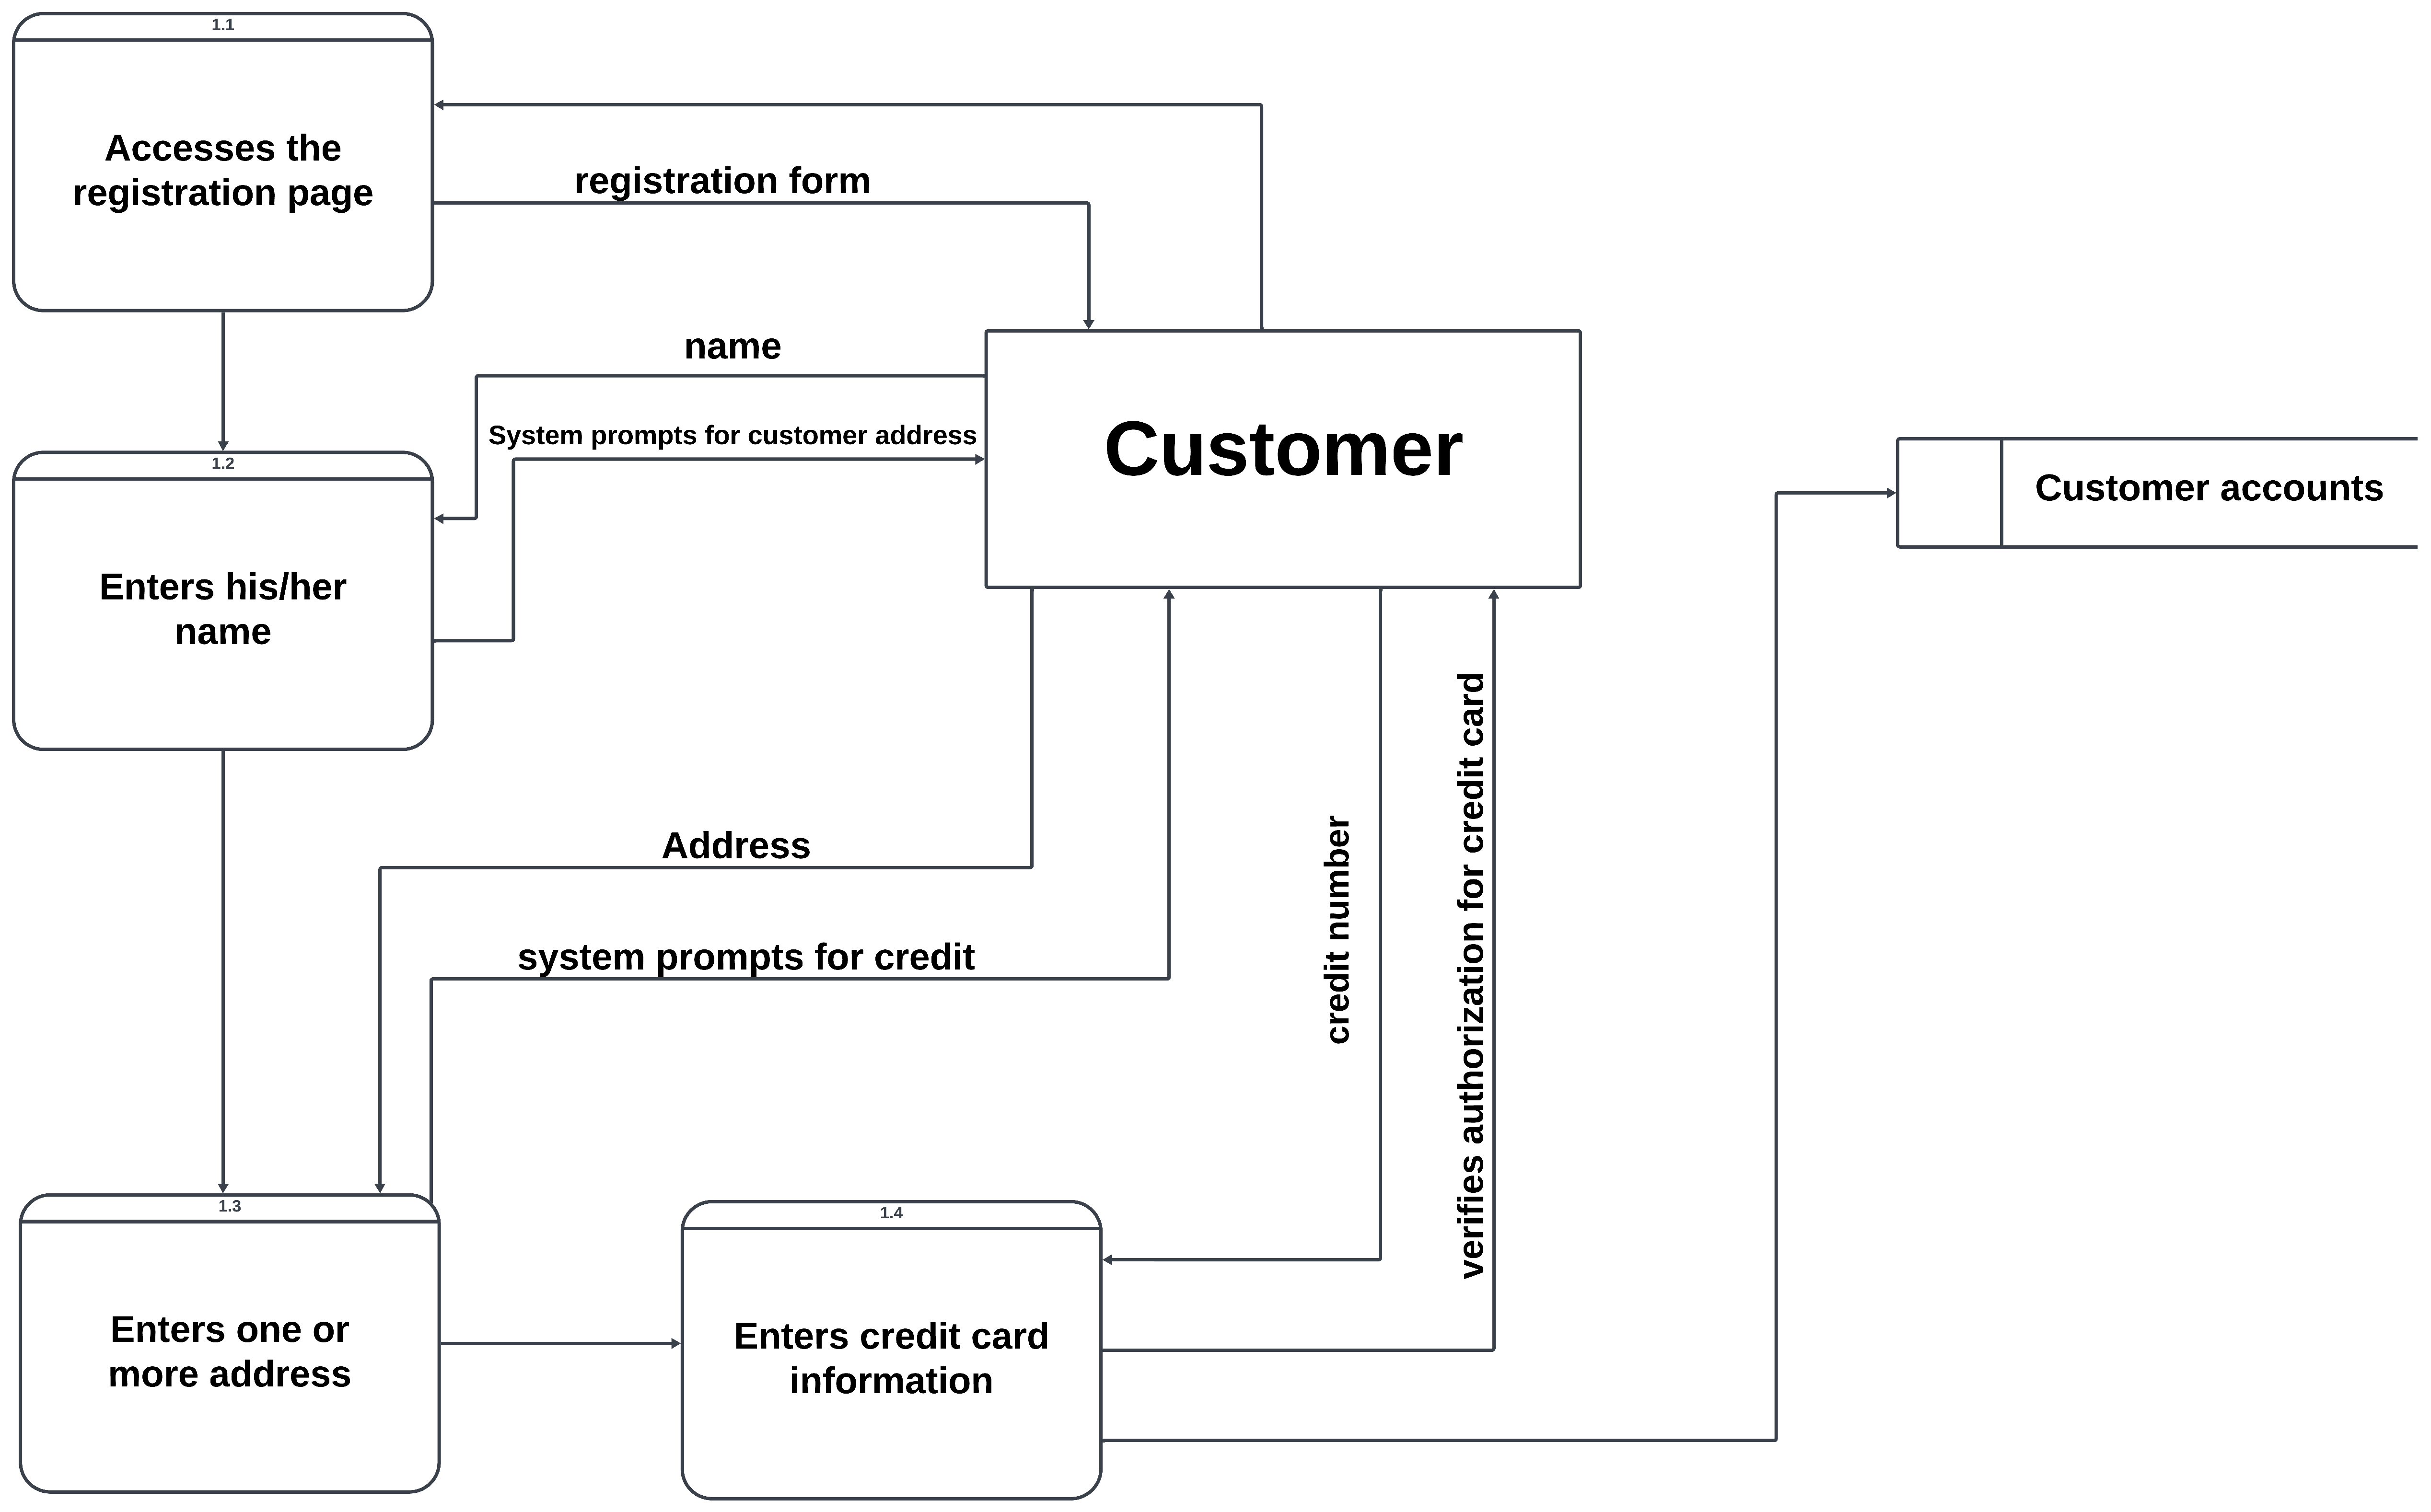 1.1
Accesses the
registration page
registration form
name
System prompts for customer address
Customer
Customer accounts
1.2
Enters his/her
name
Address
system prompts for credit
credit number
verifies authorization for credit card
1.3
Enters one or
more address
1.4
Enters credit card
information